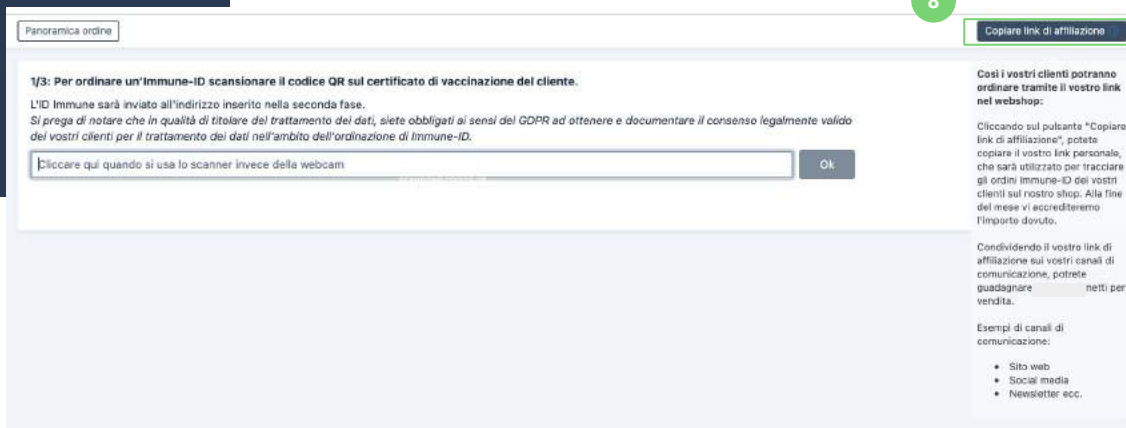 8
Panoramica ordine
Copiare link di affiliazione
1/3: Per ordinare un'Immune-ID scansionare il codice QR sul certificato di vaccinazione del cliente.
L'ID Immune sarà inviato all'indirizzo inserito nella seconda fase.
Si prega di notare che in qualità di titolare del trattamento dei dati, siete obbligati ai sensi del GDPR ad ottenere e documentare il consenso legalmente valido
dei vostri clienti per il trattamento dei dati nell'ambito dell'ordinazione di Immune-ID.
Cliccare qui quando si usa lo scanner invece della webcam
Ok
Così i vostri clienti potranno
ordinare tramite il vostro link
nel webshop:
Cliccando sul pulsante "Copiare
link di affiliazione", potete
copiare il vostro link personale,
che sarà utilizzato per tracciare
gli ordini Immune-ID dei vostri
clienti sul nostro shop. Alla fine
del mese vi accrediteremo
l'importo dovuto.
Condividendo il vostro link di
affiliazione sui vostri canali di
comunicazione, potrete
guadagnare netti per
vendita.
Esempi di canali di
comunicazione:
• Sito web
• Social media
• Newsletter ecc.